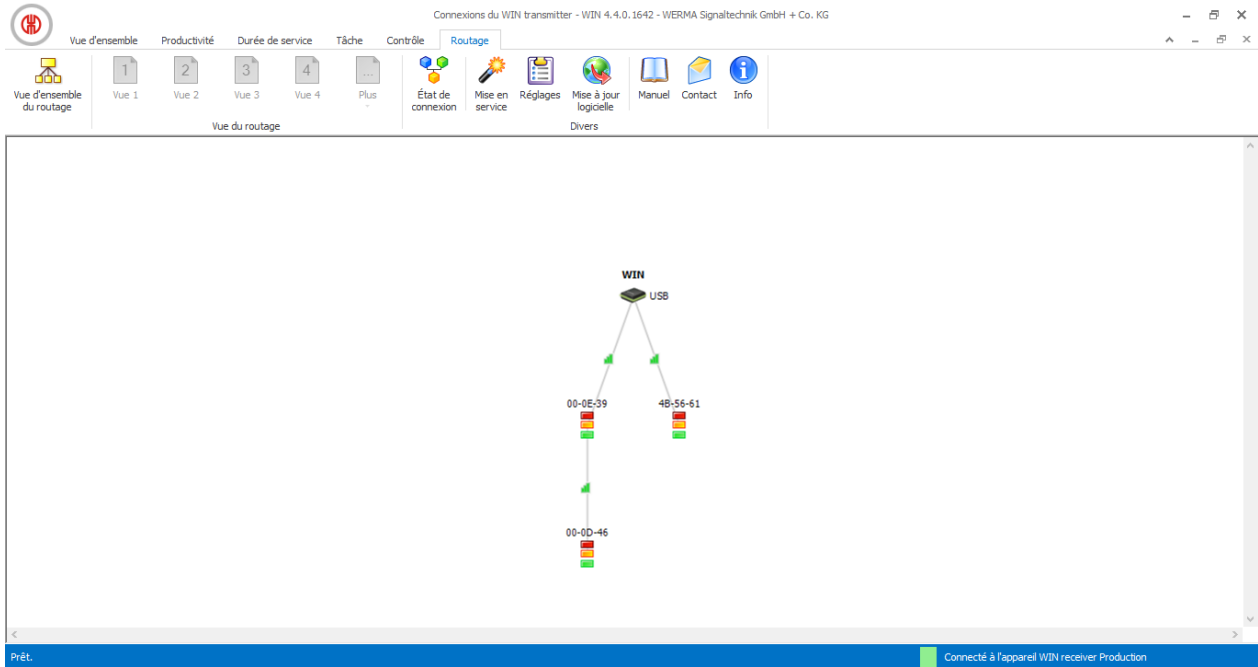 Connexions du WIN transmitter - WIN 4.4.0.1642 - WERMA Signaltechnik GmbH + Co. KG
Vue d'ensemble Productivité Durée de service Tâche Contrôle Routage
Vue d'ensemble du routage
1 Vue 1
2 Vue 2
3 Vue 3
4 Vue 4
... Plus
État de connexion
Mise en service
Réglages
Mise à jour logicielle
Manuel
Contact
Info
Vue du routage
Divers
WIN
USB
00-0E-39
4B-56-61
00-0D-46
Prêt.
Connecté à l'appareil WIN receiver Production